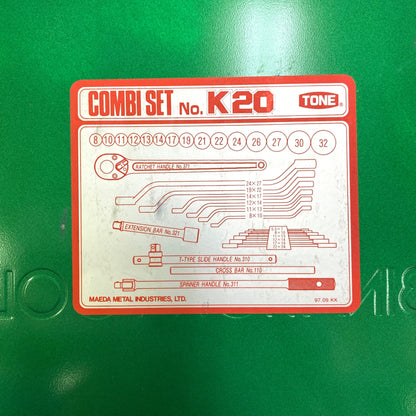 COMBI SET No. K20
TONE®
8 10 11 12 13 14 17 19 21 22 24 26 27 30 32
RATCHET HANDLE No.371
24×27
19×22
14×17
12×14
11×13
8×10
EXTENSION BAR No.321
T-TYPE SLIDE HANDLE No.310
CROSS BAR No.110
SPINNER HANDLE No.311
MAEDA METAL INDUSTRIES, LTD.
97.09 KK